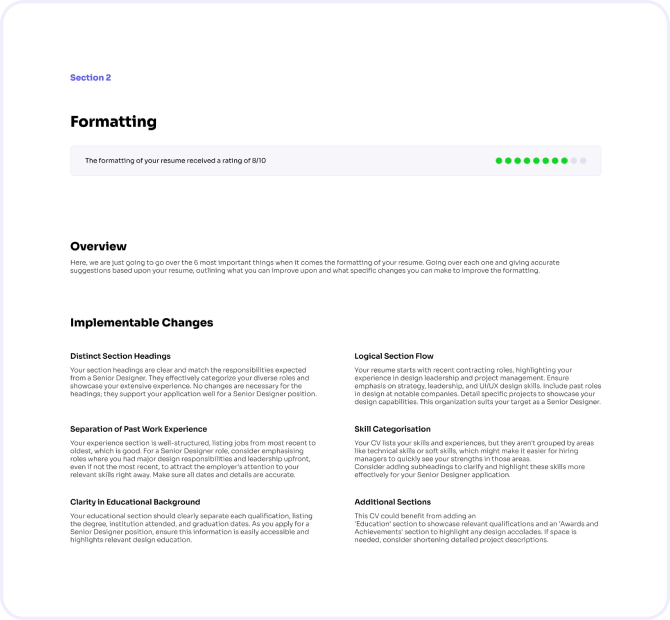 Section 2
Formatting
The formatting of your resume received a rating of 8/10
Overview
Here, we are just going to go over the 6 most important things when it comes the formatting of your resume. Going over each one and giving accurate
suggestions based upon your resume, outlining what you can improve upon and what specific changes you can make to improve the formatting.
Implementable Changes
Distinct Section Headings
Your section headings are clear and match the responsibilities expected
from a Senior Designer. They effectively categorize your diverse roles and
showcase your extensive experience. No changes are necessary for the
headings; they support your application well for a Senior Designer position.
Logical Section Flow
Your resume starts with recent contracting roles, highlighting your
experience in design leadership and project management. Ensure
emphasis on strategy, leadership, and UI/UX design skills. Include past roles
in design at notable companies. Detail specific projects to showcase your
design capabilities. This organization suits your target as a Senior Designer.
Separation of Past Work Experience
Your experience section is well-structured, listing jobs from most recent to
oldest, which is good. For a Senior Designer role, consider emphasising
roles where you had major design responsibilities and leadership upfront,
even if not the most recent, to attract the employer's attention to your
relevant skills right away. Make sure all dates and details are accurate.
Skill Categorisation
Your CV lists your skills and experiences, but they aren't grouped by areas
like technical skills or soft skills, which might make it easier for hiring
managers to quickly see your strengths in those areas.
Consider adding subheadings to clarify and highlight these skills more
effectively for your Senior Designer application.
Clarity in Educational Background
Your educational section should clearly separate each qualification, listing
the degree, institution attended, and graduation dates. As you apply for a
Senior Designer position, ensure this information is easily accessible and
highlights relevant design education.
Additional Sections
This CV could benefit from adding an
'Education' section to showcase relevant qualifications and an 'Awards and
Achievements' section to highlight any design accolades. If space is
needed, consider shortening detailed project descriptions.